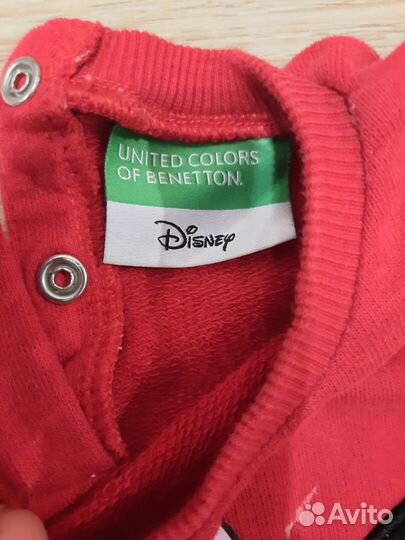 UNITED COLORS
OF BENETTON.
Disney
Avito